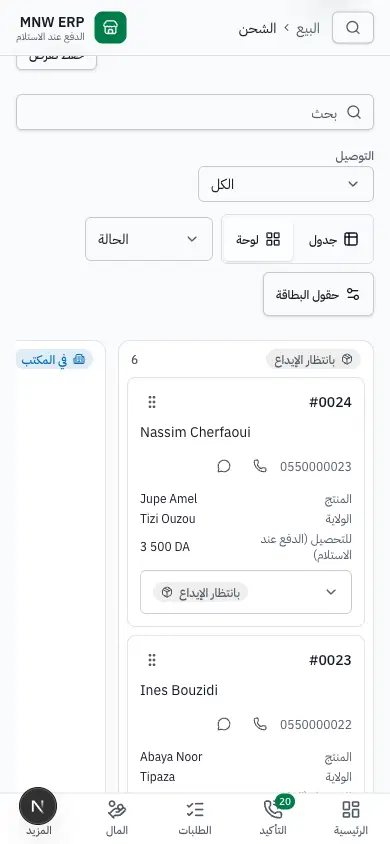 MNW ERP
الدفع عند الاستلام
البيع › الشحن
حفظ كعرض
بحث
التوصيل
الكل
جدول
لوحة
الحالة
حقول البطاقة
بانتظار الإيداع
6
في المكتب
#0024
Nassim Cherfaoui
0550000023
المنتج Jupe Amel
الولاية Tizi Ouzou
للتحصيل (الدفع عند الاستلام) 3 500 DA
بانتظار الإيداع
#0023
Ines Bouzidi
0550000022
المنتج Abaya Noor
الولاية Tipaza
الرئيسية
20
التأكيد
الطلبات
المال
N
المزيد